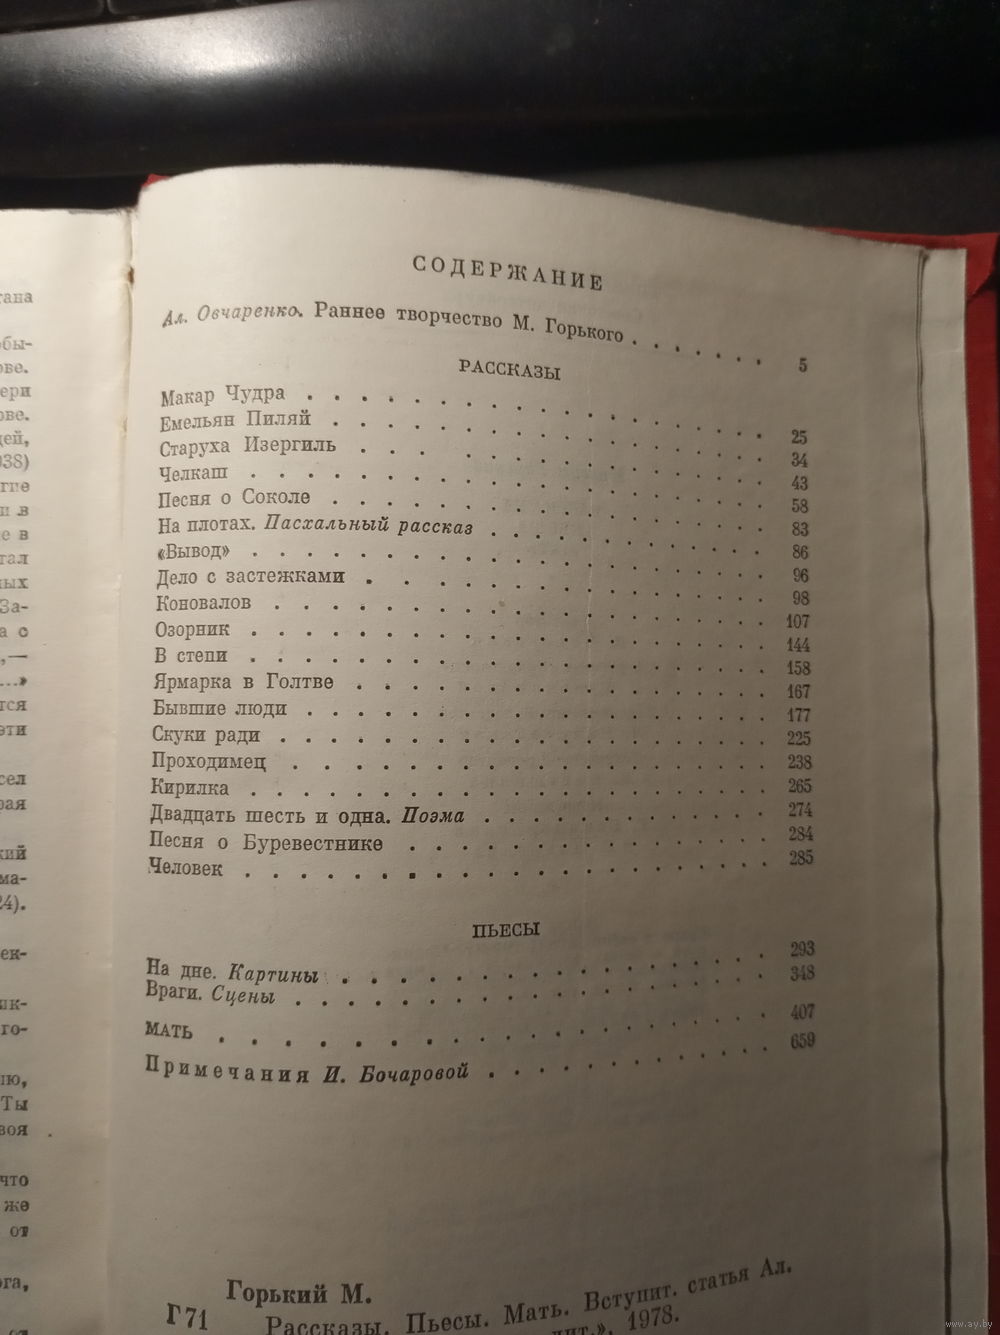 СОДЕРЖАНИЕ
Ал. Овчаренко. Раннее творчество М. Горького . . . . . . . 5
РАССКАЗЫ
Макар Чудра . . . . . . . . . . . . . . . . . 25
Емельян Пиляй . . . . . . . . . . . . . . . . 34
Старуха Изергиль . . . . . . . . . . . . . . . 43
Челкаш . . . . . . . . . . . . . . . . . . . 58
Песня о Соколе . . . . . . . . . . . . . . . . 83
На плотах. Пасхальный рассказ . . . . . . . . . . 86
«Вывод» . . . . . . . . . . . . . . . . . . . 96
Дело с застежками . . . . . . . . . . . . . . . 98
Коновалов . . . . . . . . . . . . . . . . . . 107
Озорник . . . . . . . . . . . . . . . . . . . 144
В степи . . . . . . . . . . . . . . . . . . . 158
Ярмарка в Голтве . . . . . . . . . . . . . . . 167
Бывшие люди . . . . . . . . . . . . . . . . . 177
Скуки ради . . . . . . . . . . . . . . . . . . 225
Проходимец . . . . . . . . . . . . . . . . . 238
Кирилка . . . . . . . . . . . . . . . . . . . 265
Двадцать шесть и одна. Поэма . . . . . . . . . . 274
Песня о Буревестнике . . . . . . . . . . . . . . 284
Человек . . . . . . . . . . . . . . . . . . . 285
ПЬЕСЫ
На дне. Картины . . . . . . . . . . . . . . . 293
Враги. Сцены . . . . . . . . . . . . . . . . . 348
МАТЬ . . . . . . . . . . . . . . . . . . . 407
Примечания И. Бочаровой . . . . . . . . . . 659
Горький М.
Г71 Рассказы. Пьесы. Мать. Вступит. статья Ал.
1978.
www.ay.by